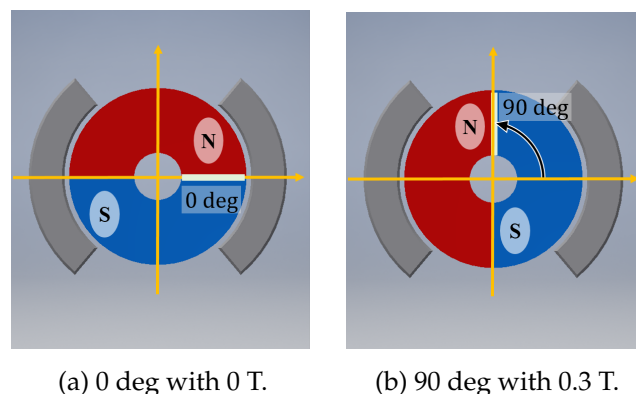 N
0 deg
S
90 deg
N
S
(a) 0 deg with 0 T.
(b) 90 deg with 0.3 T.